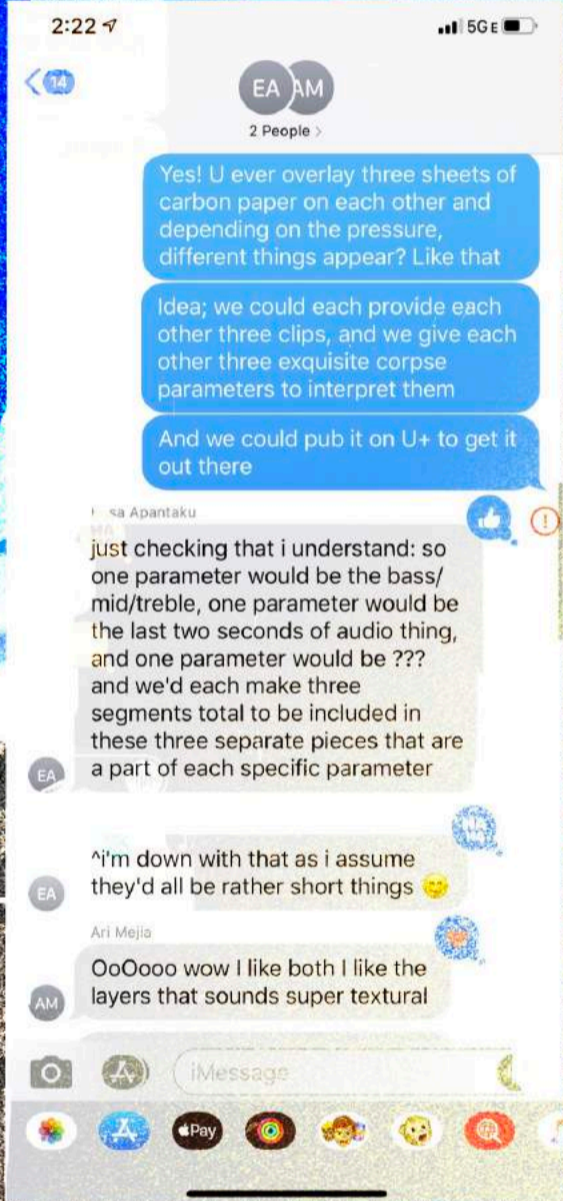 2:22
5GE
14
EA AM
2 People >
Yes! U ever overlay three sheets of
carbon paper on each other and
depending on the pressure,
different things appear? Like that
Idea; we could each provide each
other three clips, and we give each
other three exquisite corpse
parameters to interpret them
And we could pub it on U+ to get it
out there
sa Apantaku
just checking that i understand: so
one parameter would be the bass/
mid/treble, one parameter would be
the last two seconds of audio thing,
and one parameter would be ???
and we'd each make three
segments total to be included in
these three separate pieces that are
a part of each specific parameter
EA
^i'm down with that as i assume
they'd all be rather short things 😊
EA
Ari Mejia
OoOooo wow I like both I like the
layers that sounds super textural
AM
iMessage
Pay